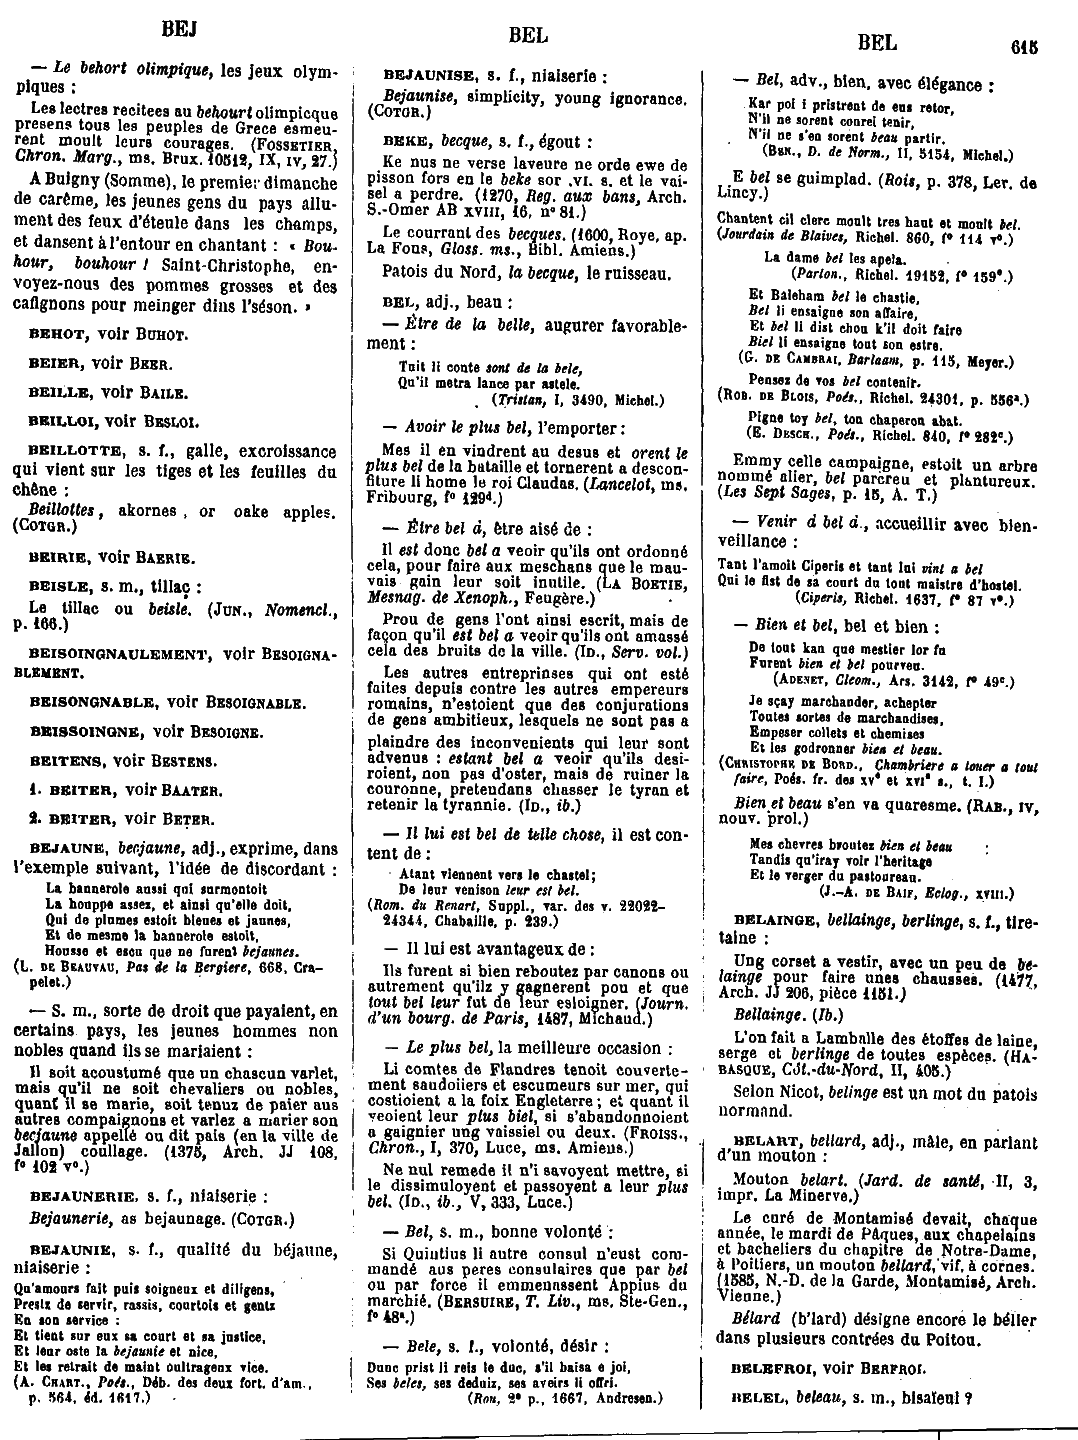 BEJ
BEL
BEL
615
— Le behort olimpique, les jeux olym-
piques :
Les lectres recitees au behourt olimpicque
presens tous les peuples de Grece esmeu-
rent moult leurs courages. (FOSSETIER,
Chron. Marg., ms. Brux. 10512, IX, IV, 27.)
A Buigny (Somme), le premier dimanche
de carême, les jeunes gens du pays allu-
ment des feux d'éteule dans les champs,
et dansent à l'entour en chantant : « Bou-
hour, bouhour ! Saint-Christophe, en-
voyez-nous des pommes grosses et des
caflgnons pour meinger dins l'séson. »
BEHOT, voir BUHOT.
BEIER, voir BEER.
BEILLE, voir BAILE.
BEILLOI, voir BESLOI.
BEILLOTTE, s. f., galle, excroissance
qui vient sur les tiges et les feuilles du
chêne :
Beillottes, akornes, or oake apples.
(COTGR.)
BEIRIE, voir BAERIE.
BEISLE, s. m., tillac :
Le tillac ou beisle. (JUN., Nomencl.,
p. 166.)
BEISOINGNAULEMENT, voir BESOIGNA-
BLEMENT.
BEISONGNABLE, voir BESOIGNABLE.
BEISSOINGNE, voir BESOIGNE.
BEITENS, voir BESTENS.
1. BEITER, voir BAATER.
2. BEITER, voir BETER.
BEJAUNE, becjaune, adj., exprime, dans
l'exemple suivant, l'idée de discordant :
La bannerole aussi qui surmontoit
La houppe assez, et ainsi qu'elle doit,
Qui de plumes estoit bleues et jaunes,
Et de mesme la bannerole estoit,
Housse et escu que ne furent bejaunes.
(L. DE BEAUVAU, Pas de la Bergiere, 668, Cra-
pelet.)
— S. m., sorte de droit que payaient, en
certains pays, les jeunes hommes non
nobles quand ils se mariaient :
Il soit acoustumé que un chascun varlet,
mais qu'il ne soit chevaliers ou nobles,
quant il se marie, soit tenuz de paier aus
autres compaignons et varlez a marier son
becjaune appellé ou dit pais (en la ville de
Jallon) coullage. (1375, Arch. JJ 108,
f° 102 v°.)
BEJAUNERIE, s. f., niaiserie :
Bejaunerie, as bejaunage. (COTGR.)
BEJAUNIE, s. f., qualité du béjaune,
niaiserie :
Qu'amours fait puis soigneux et diligens,
Prestz de servir, rassis, courtois et gentz
En son service :
Et tient sur eux sa court et sa justice,
Et leur oste la bejaunie et nice,
Et les retrait de maint oultrageux vice.
(A. CHART., Poés., Déb. des deux fort. d'am.,
p. 564, éd. 1617.)
BEJAUNISE, s. f., niaiserie :
Bejaunise, simplicity, young ignorance.
(COTGR.)
BEKE, becque, s. f., égout :
Ke nus ne verse laveure ne orde ewe de
pisson fors en le beke sor .VI. s. et le vai-
sel a perdre. (1270, Reg. aux bans, Arch.
S.-Omer AB XVIII, 16, n° 81.)
Le courrant des becques. (1600, Roye, ap.
La Fons, Gloss. ms., Bibl. Amiens.)
Patois du Nord, la becque, le ruisseau.
BEL, adj., beau :
— Être de la belle, augurer favorable-
ment :
Tuit li conte sont de la bele,
Qu'il metra lance par astele.
(Tristan, I, 3490, Michel.)
— Avoir le plus bel, l'emporter :
Mes il en vindrent au desus et orent le
plus bel de la bataille et tornerent a descon-
fiture li home le roi Claudas. (Lancelot, ms.
Fribourg, f° 129d.)
— Être bel à, être aisé de :
Il est donc bel a veoir qu'ils ont ordonné
cela, pour faire aux meschans que le mau-
vais gain leur soit inutile. (LA BOETIE,
Mesnag. de Xenoph., Feugère.)
Prou de gens l'ont ainsi escrit, mais de
façon qu'il est bel a veoir qu'ils ont amassé
cela des bruits de la ville. (ID., Serv. vol.)
Les autres entreprinses qui ont esté
faites depuis contre les autres empereurs
romains, n'estoient que des conjurations
de gens ambitieux, lesquels ne sont pas a
plaindre des inconvenients qui leur sont
advenus : estant bel a veoir qu'ils desi-
roient, non pas d'oster, mais de ruiner la
couronne, pretendans chasser le tyran et
retenir la tyrannie. (ID., ib.)
— Il lui est bel de telle chose, il est con-
tent de :
Atant viennent vers le chastel ;
De leur venison leur est bel.
(Rom. du Renart, Suppl., var. des v. 22022-
24344, Chabaille, p. 239.)
— Il lui est avantageux de :
Ils furent si bien reboutez par canons ou
autrement qu'ilz y gagnerent pou et que
tout bel leur fut de leur esloigner. (Journ.
d'un bourg. de Paris, 1487, Michaud.)
— Le plus bel, la meilleure occasion :
Li comtes de Flandres tenoit couverte-
ment saudoiiers et escumeurs sur mer, qui
costioient a la foix Engleterre ; et quant il
veoient leur plus biel, si s'abandonnoient
a gaignier ung vaissiel ou deux. (FROISS.,
Chron., I, 370, Luce, ms. Amiens.)
Ne nul remede il n'i savoyent mettre, si
le dissimuloyent et passoyent a leur plus
bel. (ID., ib., V, 333, Luce.)
— Bel, s. m., bonne volonté :
Si Quintius li autre consul n'eust com-
mandé aus peres consulaires que par bel
ou par force il emmenassent Appius du
marchié. (BERSUIRE, T. Liv., ms. Ste-Gen.,
f° 48a.)
— Bele, s. f., volonté, désir :
Dunc prist li reis le duc, s'il baisa e joi,
Ses beles, ses deduiz, ses aveirs li offri.
(Rou, 2e p., 1667, Andresen.)
— Bel, adv., bien, avec élégance :
Kar poi i pristrent de eus retor,
N'il ne sorent conrei tenir,
N'il ne s'en sorent beau partir.
(BEN., D. de Norm., II, 5154, Michel.)
E bel se guimplad. (Rois, p. 378, Ler. de
Lincy.)
Chantent cil clerc moult tres haut et moult bel.
(Jourdain de Blaives, Richel. 860, f° 114 v°.)
La dame bel les apela.
(Parton., Richel. 19152, f° 159e.)
Et Baleham bel le chastie,
Bel li ensaigne son affaire,
Et bel li dist chou k'il doit faire
Biel li ensaigne tout son estre.
(G. DE CAMBRAI, Barlaam, p. 115, Meyer.)
Pensez de vos bel contenir.
(ROB. DE BLOIS, Poés., Richel. 24301, p. 556a.)
Pigne toy bel, ton chaperon abat.
(E. DESCH., Poés., Richel. 840, f° 282c.)
Emmy celle campaigne, estoit un arbre
nommé alier, bel parcreu et plantureux.
(Les Sept Sages, p. 15, A. T.)
— Venir a bel a., accueillir avec bien-
veillance :
Tant l'amoit Ciperis et tant lui vint a bel
Qui le fist de sa court du tout maistre d'hostel.
(Ciperis, Richel. 1637, f° 87 v°.)
— Bien et bel, bel et bien :
De tout kan que mestier lor fu
Furent bien et bel pourveu.
(ADENET, Cleom., Ars. 3142, f° 49c.)
Je sçay marchander, achepter
Toutes sortes de marchandises,
Empeser collets et chemises
Et les godronner bien et beau.
(CHRISTOPHE DE BORD., Chambriere a louer a tout
faire, Poés. fr. des XVe et XVIe s., t. I.)
Bien et beau s'en va quaresme. (RAB., IV,
nouv. prol.)
Mes chevres broutez bien et beau :
Tandis qu'iray voir l'heritage
Et le verger du pastoureau.
(J.-A. DE BAIF, Eclog., XVIII.)
BELAINGE, bellainge, berlinge, s. f., tire-
taine :
Ung corset a vestir, avec un peu de be-
lainge pour faire unes chausses. (1477,
Arch. JJ 206, pièce 1151.)
Bellainge. (Ib.)
L'on fait a Lamballe des étoffes de laine,
serge et berlinge de toutes espèces. (HA-
BASQUE, Côt.-du-Nord, II, 405.)
Selon Nicot, belinge est un mot du patois
normand.
BELART, bellard, adj., mâle, en parlant
d'un mouton :
Mouton belart. (Jard. de santé, II, 3,
impr. La Minerve.)
Le curé de Montamisé devait, chaque
année, le mardi de Pâques, aux chapelains
et bacheliers du chapitre de Notre-Dame,
à Poitiers, un mouton bellard, vif, à cornes.
(1585, N.-D. de la Garde, Montamisé, Arch.
Vienne.)
Bélard (b'lard) désigne encore le bélier
dans plusieurs contrées du Poitou.
BELEFROI, voir BERFROI.
BELEL, beleau, s. m., bisaïeul ?